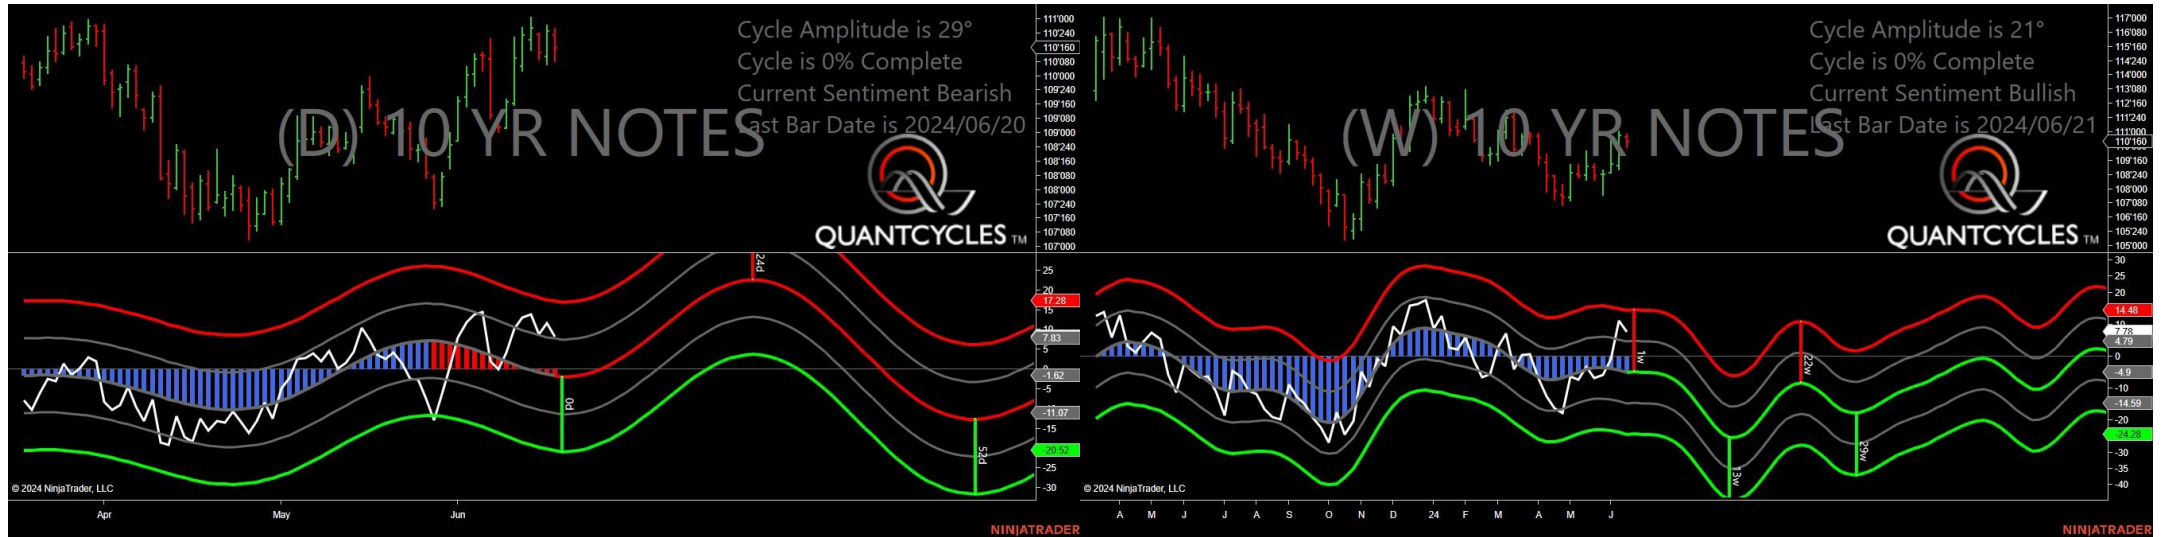 Cycle Amplitude is 29°
Cycle is 0% Complete
Current Sentiment Bearish
Last Bar Date is 2024/06/20
(D) 10 YR NOTES
QUANTCYCLES TM
111'000
110'240
110'160
110'080
110'000
109'240
109'160
109'080
109'000
108'240
108'160
108'080
108'000
107'240
107'160
107'080
107'000
24d
0d
52d
25
20
17.28
15
10
7.83
5
0
-1.62
-5
-11.07
-15
-20.52
-25
-30
© 2024 NinjaTrader, LLC
Apr
May
Jun
NINJATRADER
Cycle Amplitude is 21°
Cycle is 0% Complete
Current Sentiment Bullish
Last Bar Date is 2024/06/21
(W) 10 YR NOTES
QUANTCYCLES TM
117'000
116'080
115'160
114'240
114'000
113'080
112'160
111'240
111'000
110'160
109'160
108'240
108'000
107'080
106'160
105'240
105'000
1w
13w
22w
29w
30
25
20
14.48
7.78
4.79
0
-4.9
-10
-14.59
-20
-24.28
-30
-35
-40
© 2024 NinjaTrader, LLC
A M J J A S O N D 24 F M A M J
NINJATRADER